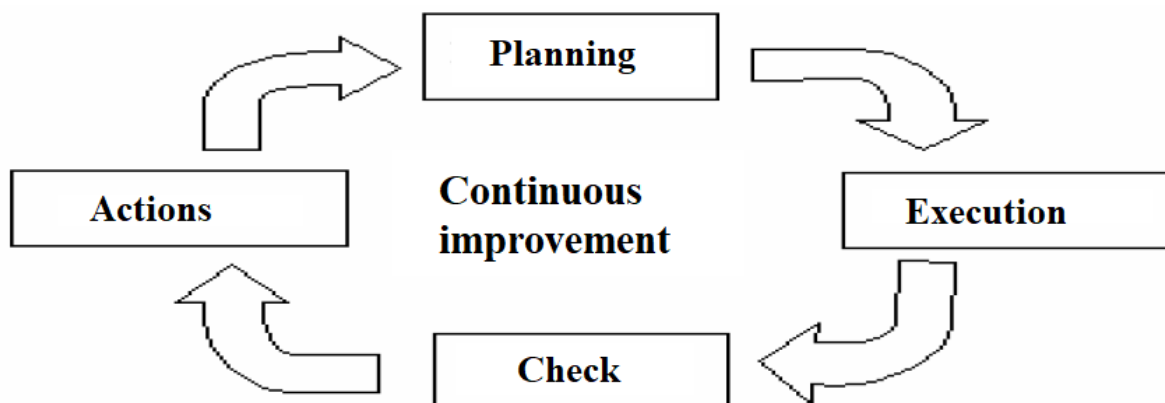 Planning
Actions
Continuous
improvement
Execution
Check